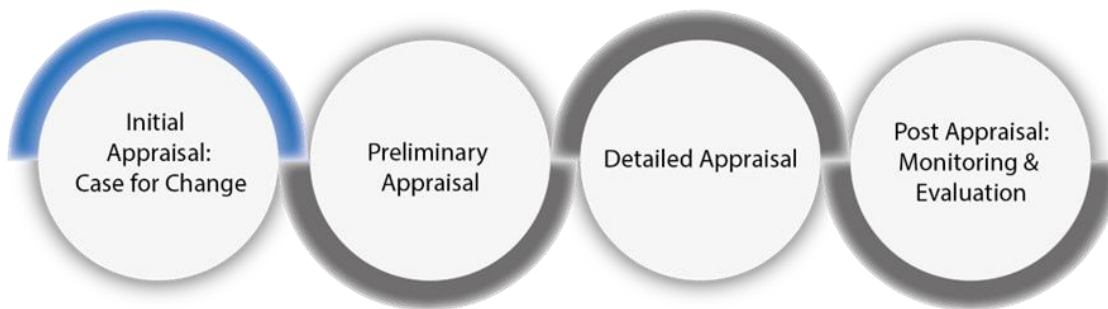 Initial
Appraisal:
Case for Change
Preliminary
Appraisal
Detailed Appraisal
Post Appraisal:
Monitoring &
Evaluation